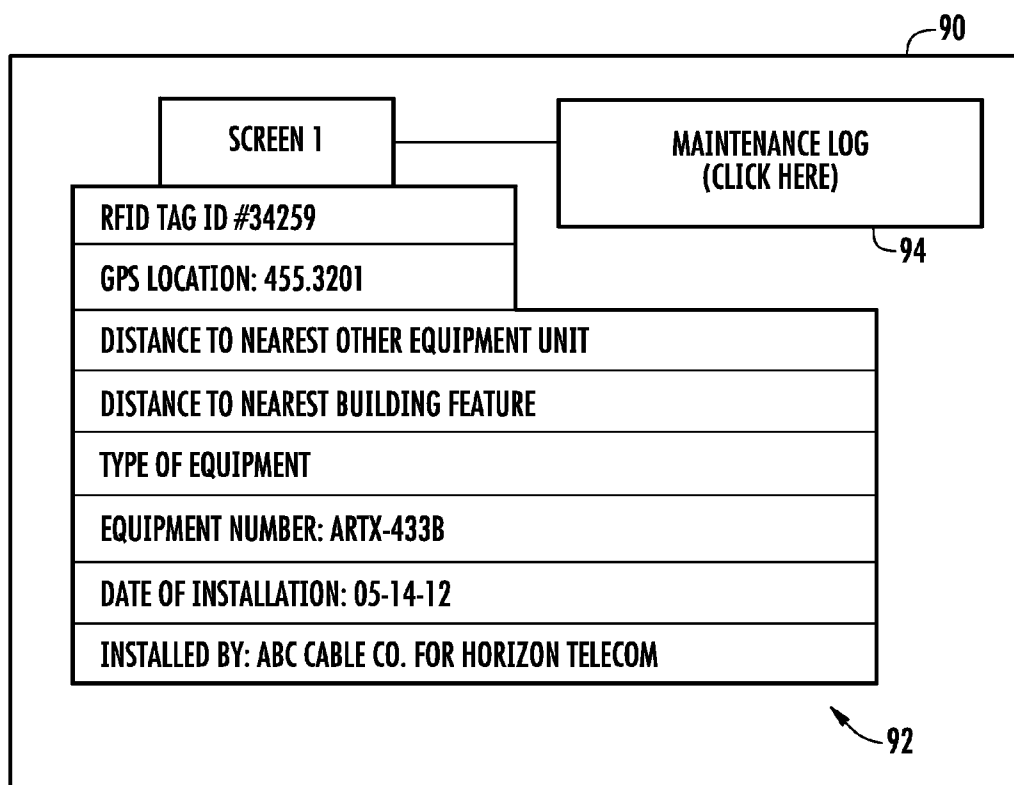 90
SCREEN 1
MAINTENANCE LOG
(CLICK HERE)
94
RFID TAG ID #34259
GPS LOCATION: 455.3201
DISTANCE TO NEAREST OTHER EQUIPMENT UNIT
DISTANCE TO NEAREST BUILDING FEATURE
TYPE OF EQUIPMENT
EQUIPMENT NUMBER: ARTX-433B
DATE OF INSTALLATION: 05-14-12
INSTALLED BY: ABC CABLE CO. FOR HORIZON TELECOM
92